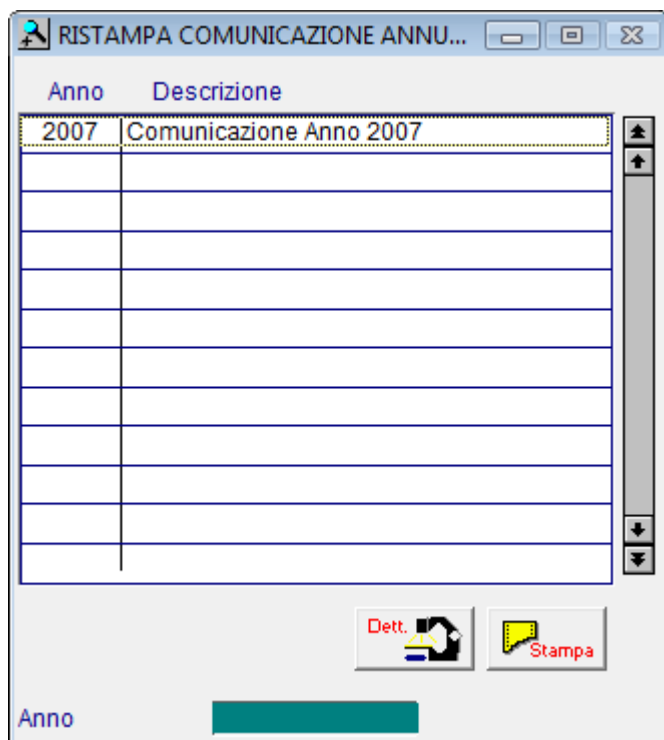 RISTAMPA COMUNICAZIONE ANNU...
Anno Descrizione
2007 Comunicazione Anno 2007
Dett. Stampa
Anno